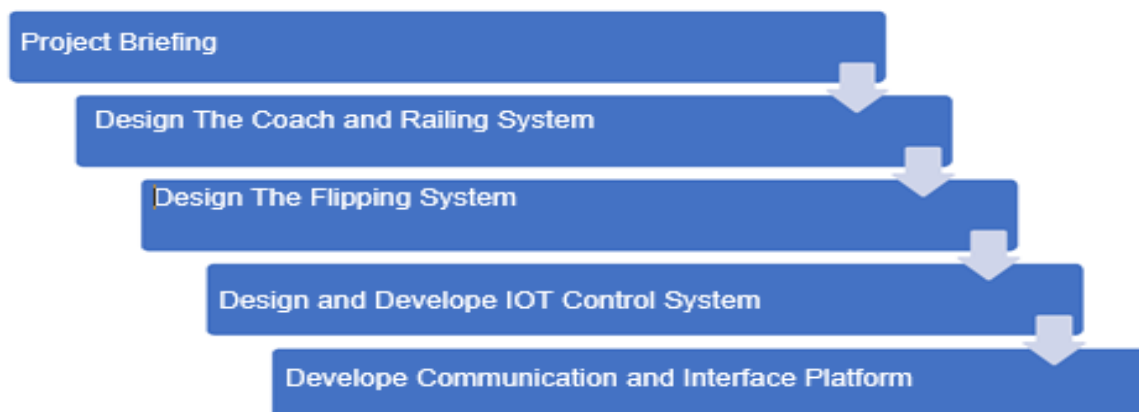 Project Briefing
Design The Coach and Railing System
Design The Flipping System
Design and Develope IOT Control System
Develope Communication and Interface Platform